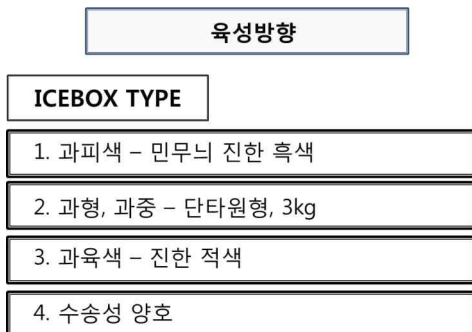 육성방향
ICEBOX TYPE
1. 과피색 – 민무늬 진한 흑색
2. 과형, 과중 – 단타원형, 3kg
3. 과육색 – 진한 적색
4. 수송성 양호